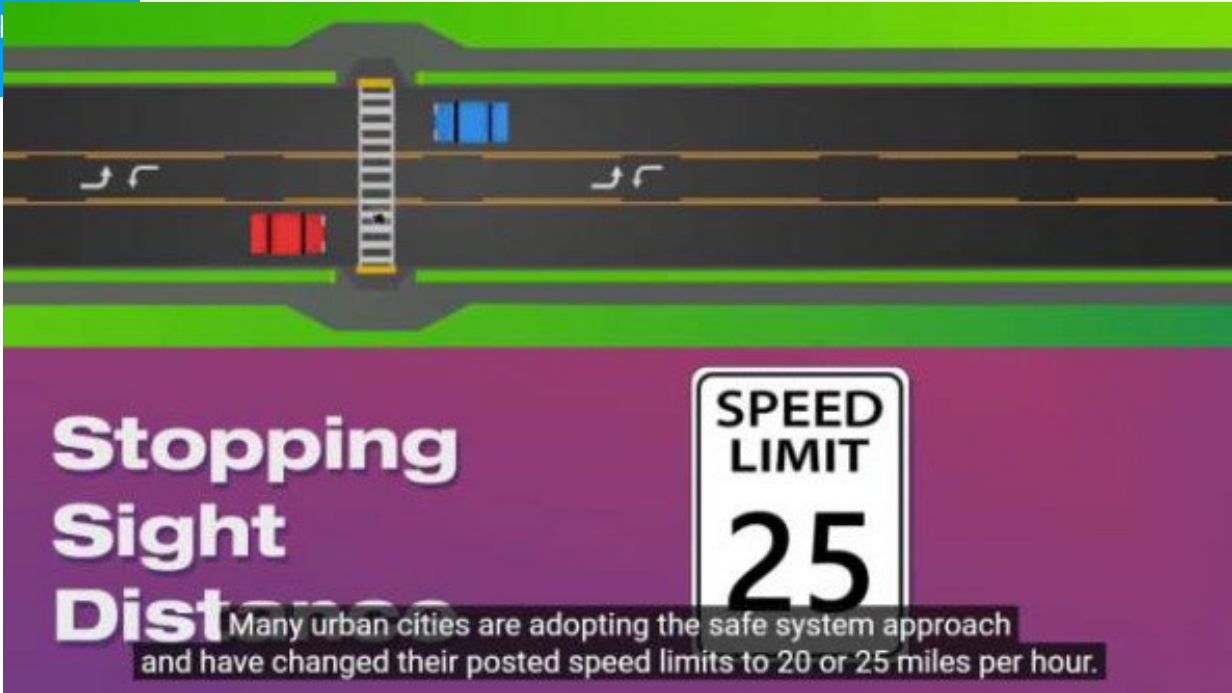 Stopping
Sight
Distance
SPEED
LIMIT
25
Many urban cities are adopting the safe system approach
and have changed their posted speed limits to 20 or 25 miles per hour.